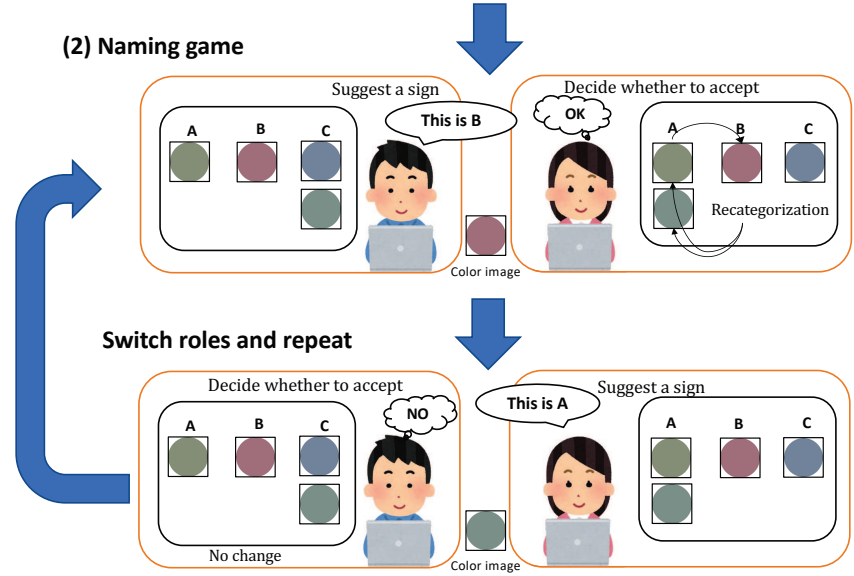 (2) Naming game
Suggest a sign
Decide whether to accept
This is B
OK
A B C
A B C
Recategorization
Color image
Switch roles and repeat
Decide whether to accept
Suggest a sign
NO
This is A
A B C
A B C
No change
Color image